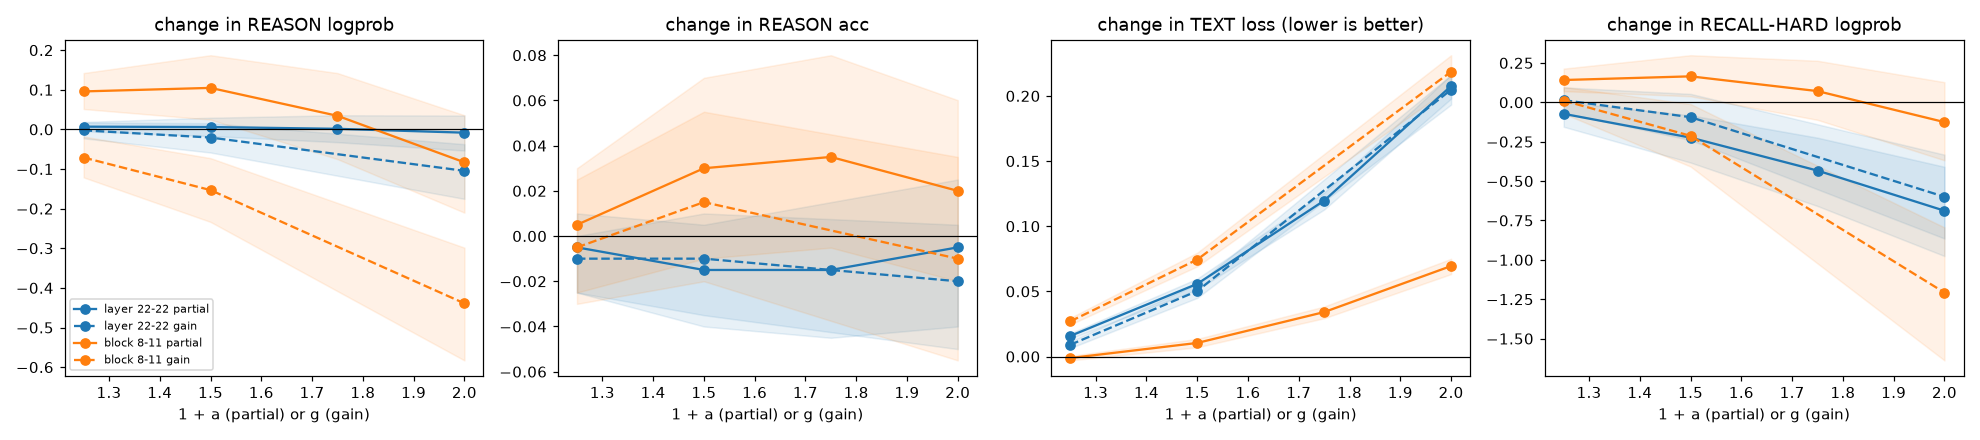 change in REASON logprob
0.2
0.1
0.0
−0.1
−0.2
−0.3
−0.4
−0.5
−0.6
layer 22-22 partial
layer 22-22 gain
block 8-11 partial
block 8-11 gain
1.3 1.4 1.5 1.6 1.7 1.8 1.9 2.0
1 + a (partial) or g (gain)
change in REASON acc
0.08
0.06
0.04
0.02
0.00
−0.02
−0.04
−0.06
1.3 1.4 1.5 1.6 1.7 1.8 1.9 2.0
1 + a (partial) or g (gain)
change in TEXT loss (lower is better)
0.20
0.15
0.10
0.05
0.00
1.3 1.4 1.5 1.6 1.7 1.8 1.9 2.0
1 + a (partial) or g (gain)
change in RECALL-HARD logprob
0.25
0.00
−0.25
−0.50
−0.75
−1.00
−1.25
−1.50
1.3 1.4 1.5 1.6 1.7 1.8 1.9 2.0
1 + a (partial) or g (gain)